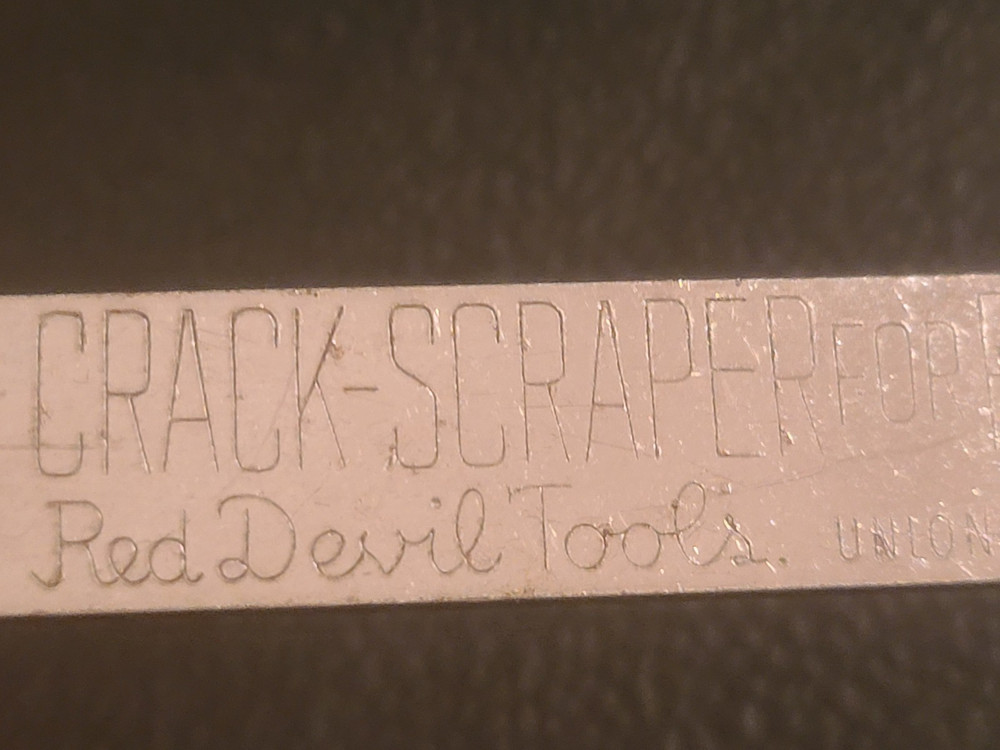 CRACK-SCRAPER FOR
Red Devil Tools. UNION